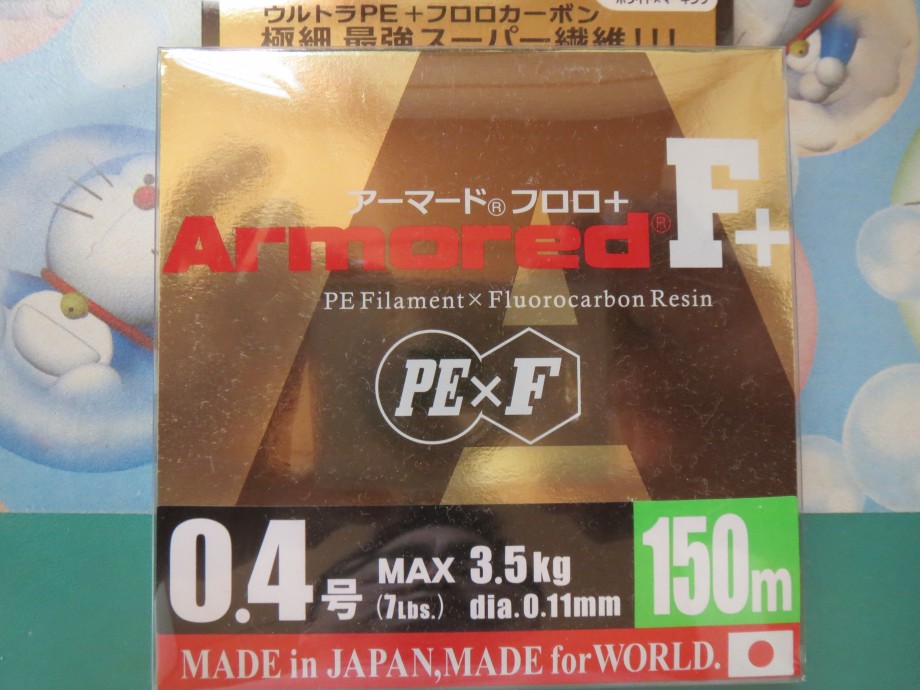 ウルトラPE+フロロカーボン
極細 最強スーパー繊維!!!
アーマード®フロロ+
Armored® F+
PE Filament×Fluorocarbon Resin
PE×F
0.4号 MAX 3.5kg 150m
(7Lbs.) dia.0.11mm
MADE in JAPAN,MADE for WORLD.